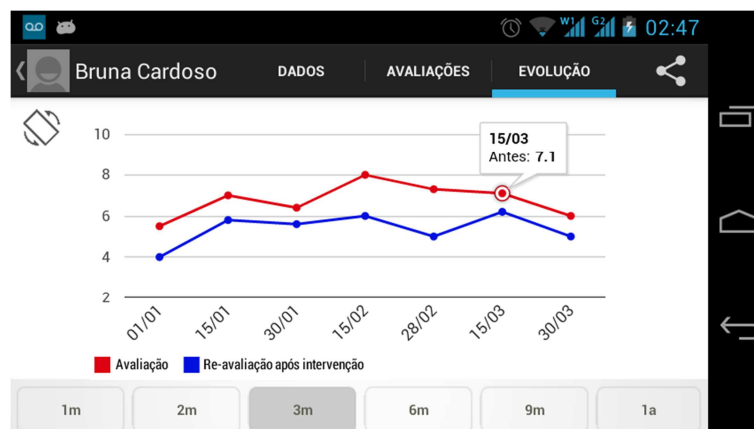 W1 G2 02:47
Bruna Cardoso DADOS AVALIAÇÕES EVOLUÇÃO
15/03
Antes: 7.1
10
8
6
4
2
01/01 15/01 30/01 15/02 28/02 15/03 30/03
Avaliação Re-avaliação após intervenção
1m 2m 3m 6m 9m 1a